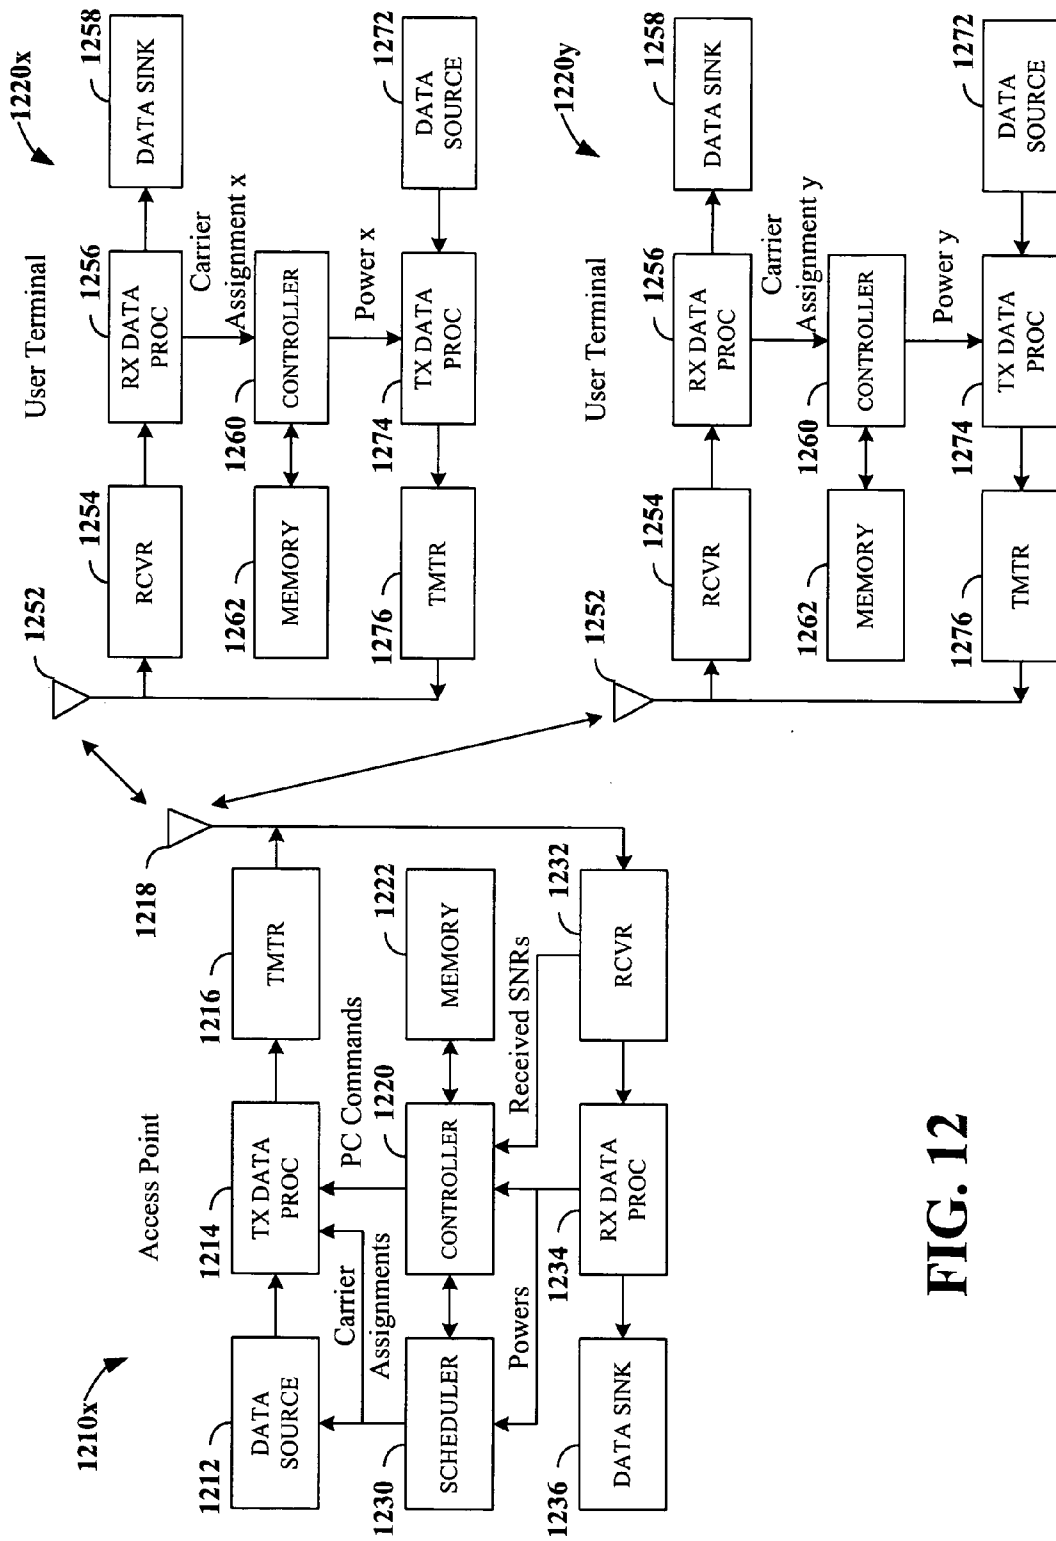 Access Point
1210x
1212
DATA
SOURCE
1214
TX DATA
PROC
1216
TMTR
1218
Carrier
Assignments
PC Commands
1230
SCHEDULER
1220
CONTROLLER
1222
MEMORY
Powers
Received SNRs
1236
DATA SINK
1234
RX DATA
PROC
1232
RCVR
User Terminal
1220x
1252
1254
RCVR
1256
RX DATA
PROC
1258
DATA SINK
Carrier
Assignment x
1262
MEMORY
1260
CONTROLLER
Power x
1276
TMTR
1274
TX DATA
PROC
1272
DATA
SOURCE
User Terminal
1220y
1252
1254
RCVR
1256
RX DATA
PROC
1258
DATA SINK
Carrier
Assignment y
1262
MEMORY
1260
CONTROLLER
Power y
1276
TMTR
1274
TX DATA
PROC
1272
DATA
SOURCE
FIG. 12